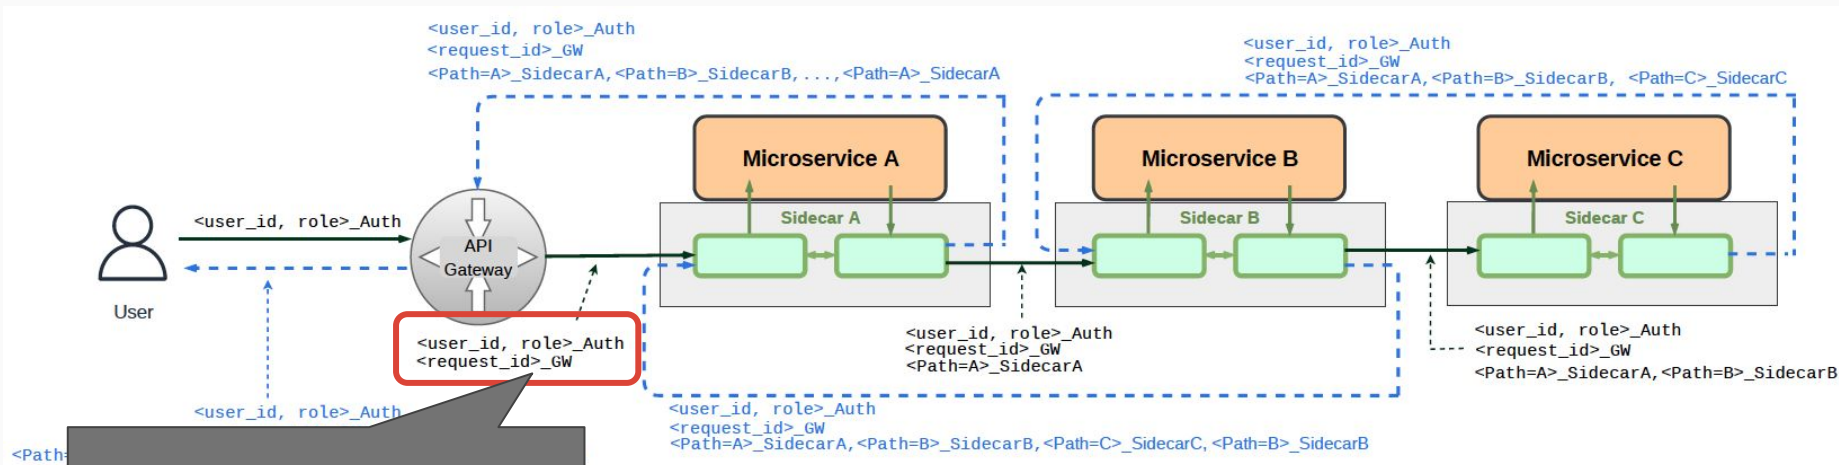 <user_id, role>_Auth
<request_id>_GW
<Path=A>_SidecarA,<Path=B>_SidecarB,...,<Path=A>_SidecarA
<user_id, role>_Auth
<request_id>_GW
<Path=A>_SidecarA,<Path=B>_SidecarB, <Path=C>_SidecarC
Microservice A
Microservice B
Microservice C
Sidecar A
Sidecar B
Sidecar C
<user_id, role>_Auth
API
Gateway
User
<user_id, role>_Auth
<request_id>_GW
<user_id, role>_Auth
<request_id>_GW
<Path=A>_SidecarA
<user_id, role>_Auth
<request_id>_GW
<Path=A>_SidecarA,<Path=B>_SidecarB
<user_id, role>_Auth
<user_id, role>_Auth
<request_id>_GW
<Path=A>_SidecarA,<Path=B>_SidecarB,<Path=C>_SidecarC,<Path=B>_SidecarB
<Path=